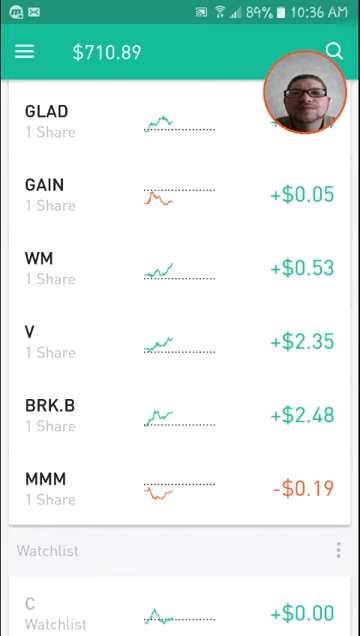 89% 10:36 AM
$710.89
GLAD
1 Share
GAIN
1 Share
+$0.05
WM
1 Share
+$0.53
V
1 Share
+$2.35
BRK.B
1 Share
+$2.48
MMM
1 Share
-$0.19
Watchlist
C
Watchlist
+$0.00